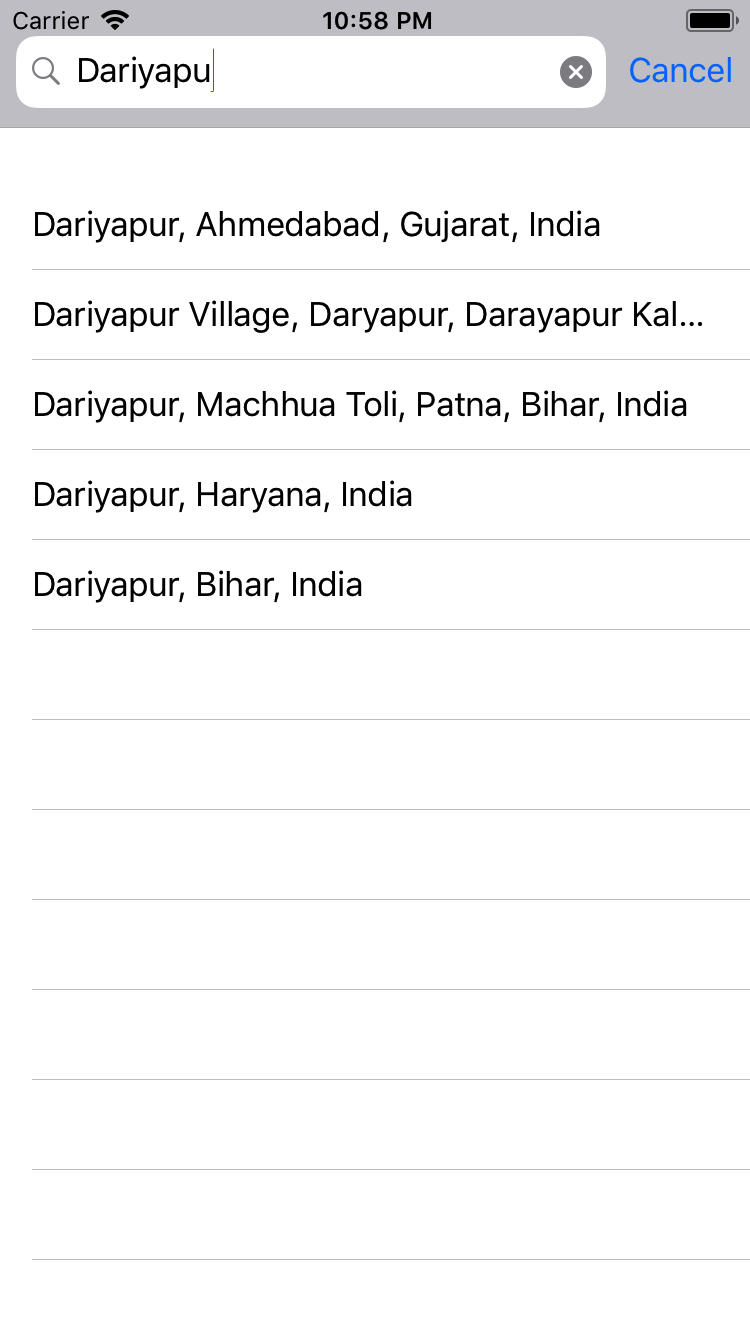 Carrier 10:58 PM
Dariyapu Cancel
Dariyapur, Ahmedabad, Gujarat, India
Dariyapur Village, Daryapur, Darayapur Kal...
Dariyapur, Machhua Toli, Patna, Bihar, India
Dariyapur, Haryana, India
Dariyapur, Bihar, India